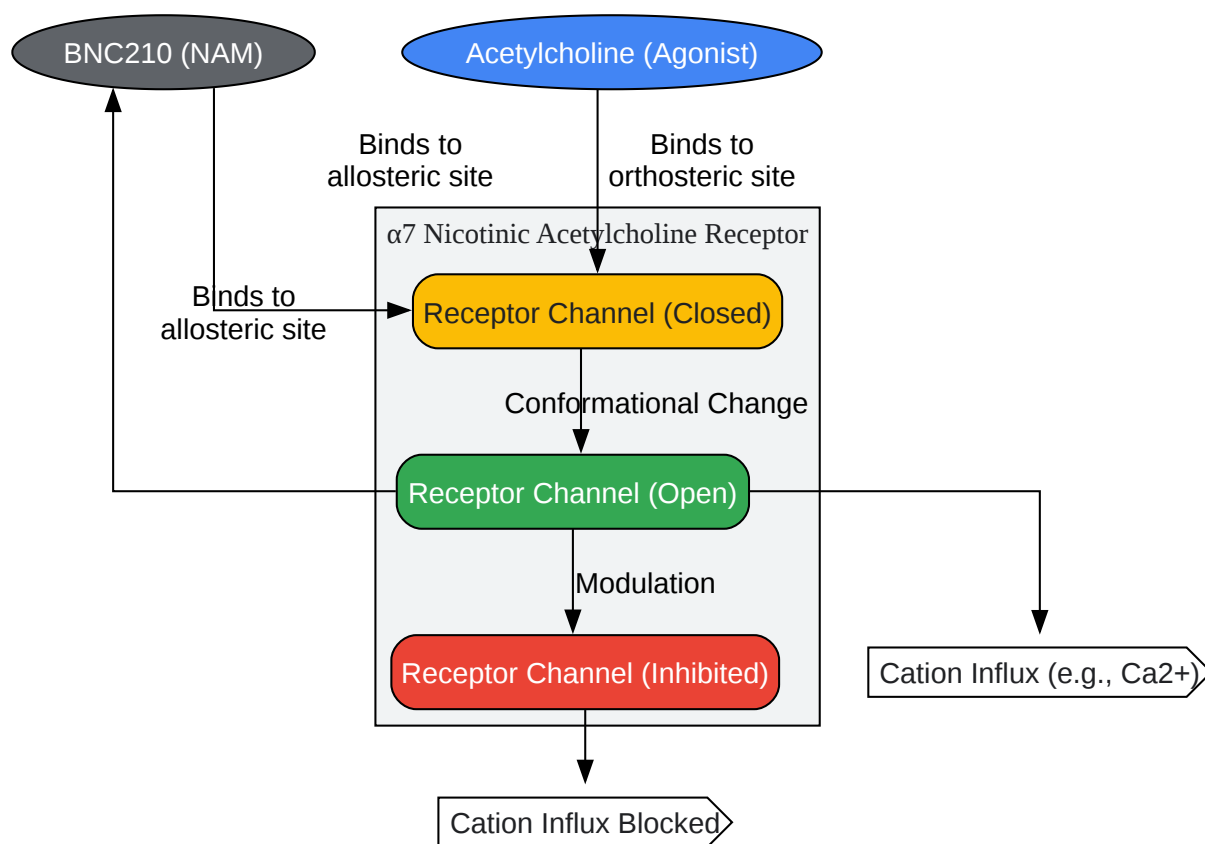 BNC210 (NAM)
Acetylcholine (Agonist)
Binds to
allosteric site
Binds to
orthosteric site
α7 Nicotinic Acetylcholine Receptor
Binds to
allosteric site
Receptor Channel (Closed)
Conformational Change
Receptor Channel (Open)
Modulation
Receptor Channel (Inhibited)
Cation Influx (e.g., Ca2+)
Cation Influx Blocked